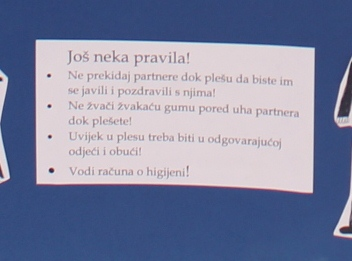 Još neka pravila!
• Ne prekidaj partnere dok plešu da biste im
se javili i pozdravili s njima!
• Ne žvači žvakaću gumu pored uha partnera
dok plešete!
• Uvijek u plesu treba biti u odgovarajućoj
odjeći i obući!
• Vodi računa o higijeni!